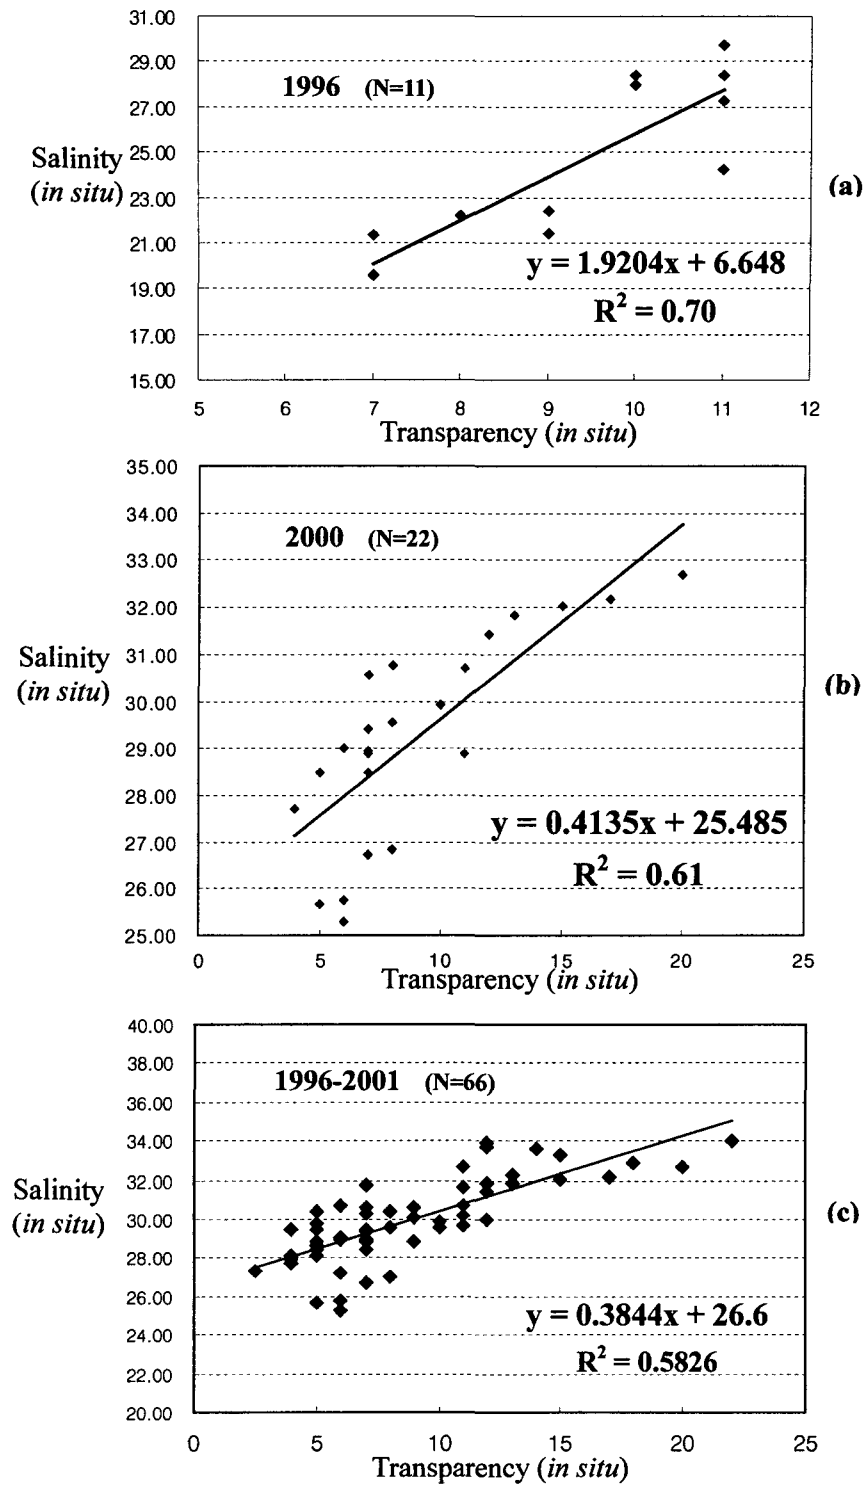 31.00
29.00
27.00
25.00
23.00
21.00
19.00
17.00
15.00
1996 (N=11)
Salinity
(in situ)
(a)
y = 1.9204x + 6.648
R² = 0.70
5 6 7 8 9 10 11 12
Transparency (in situ)
35.00
34.00
33.00
32.00
31.00
30.00
29.00
28.00
27.00
26.00
25.00
2000 (N=22)
Salinity
(in situ)
(b)
y = 0.4135x + 25.485
R² = 0.61
0 5 10 15 20 25
Transparency (in situ)
40.00
38.00
36.00
34.00
32.00
30.00
28.00
26.00
24.00
22.00
20.00
1996-2001 (N=66)
Salinity
(in situ)
(c)
y = 0.3844x + 26.6
R² = 0.5826
0 5 10 15 20 25
Transparency (in situ)